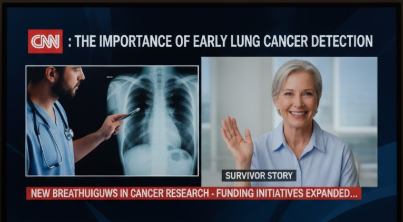 CNN : THE IMPORTANCE OF EARLY LUNG CANCER DETECTION
SURVIVOR STORY
NEW BREATHUIGUWS IN CANCER RESEARCH - FUNDING INITIATIVES EXPANDED...